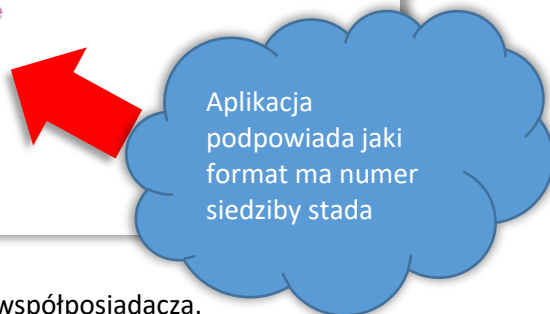 Aplikacja
podpowiada jaki
format ma numer
siedziby stada
współposiadacza.